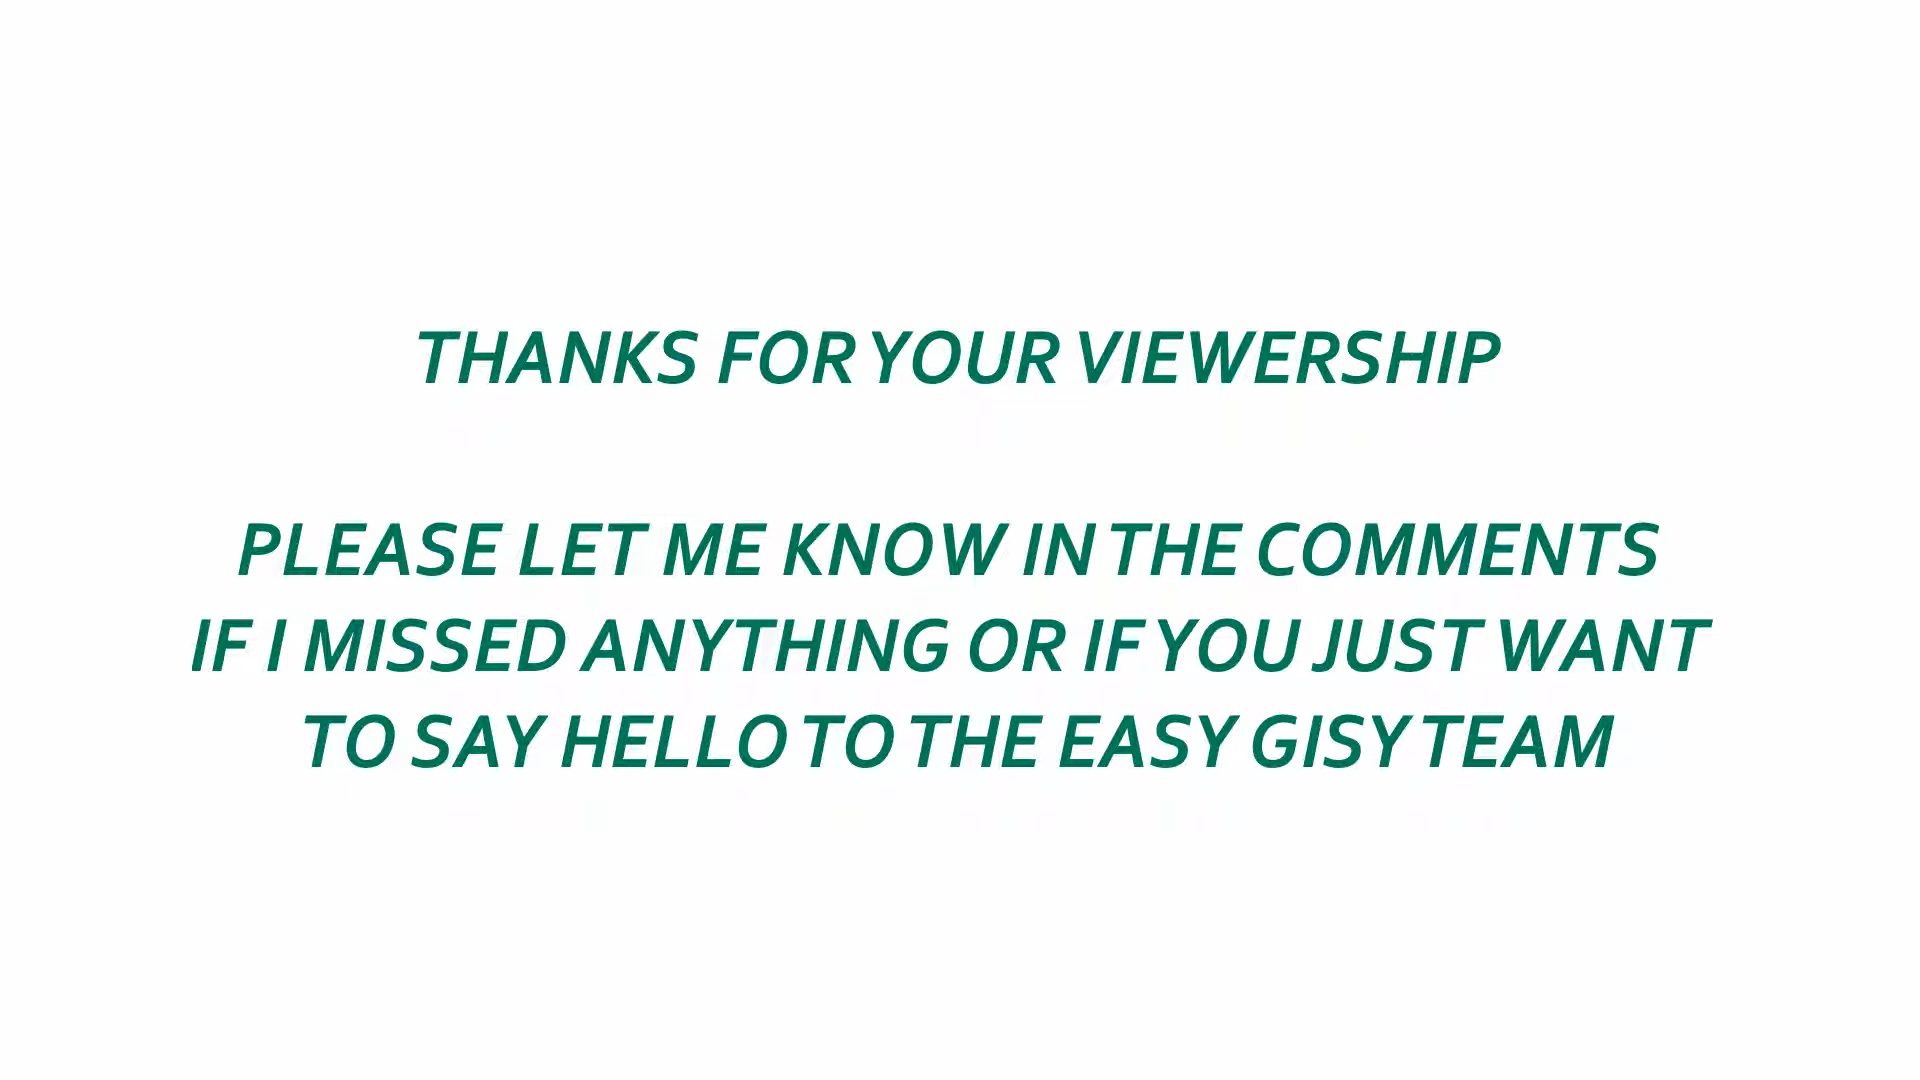 THANKS FOR YOUR VIEWERSHIP
PLEASE LET ME KNOW IN THE COMMENTS
IF I MISSED ANYTHING OR IF YOU JUST WANT
TO SAY HELLO TO THE EASY GISY TEAM